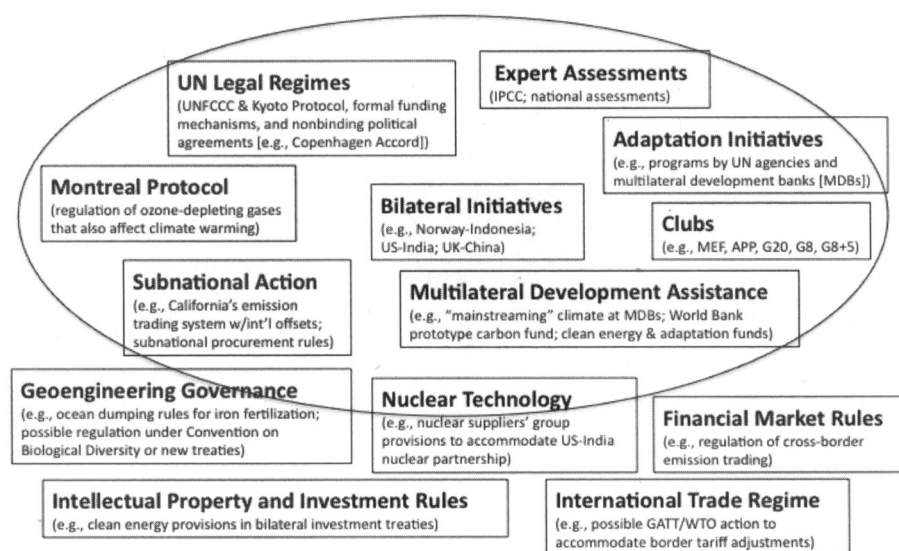 UN Legal Regimes
(UNFCCC & Kyoto Protocol, formal funding
mechanisms, and nonbinding political
agreements [e.g., Copenhagen Accord])
Expert Assessments
(IPCC; national assessments)
Adaptation Initiatives
(e.g., programs by UN agencies and
multilateral development banks [MDBs])
Montreal Protocol
(regulation of ozone-depleting gases
that also affect climate warming)
Bilateral Initiatives
(e.g., Norway-Indonesia;
US-India; UK-China)
Clubs
(e.g., MEF, APP, G20, G8, G8+5)
Subnational Action
(e.g., California's emission
trading system w/int'l offsets;
subnational procurement rules)
Multilateral Development Assistance
(e.g., "mainstreaming" climate at MDBs; World Bank
prototype carbon fund; clean energy & adaptation funds)
Geoengineering Governance
(e.g., ocean dumping rules for iron fertilization;
possible regulation under Convention on
Biological Diversity or new treaties)
Nuclear Technology
(e.g., nuclear suppliers' group
provisions to accommodate US-India
nuclear partnership)
Financial Market Rules
(e.g., regulation of cross-border
emission trading)
Intellectual Property and Investment Rules
(e.g., clean energy provisions in bilateral investment treaties)
International Trade Regime
(e.g., possible GATT/WTO action to
accommodate border tariff adjustments)